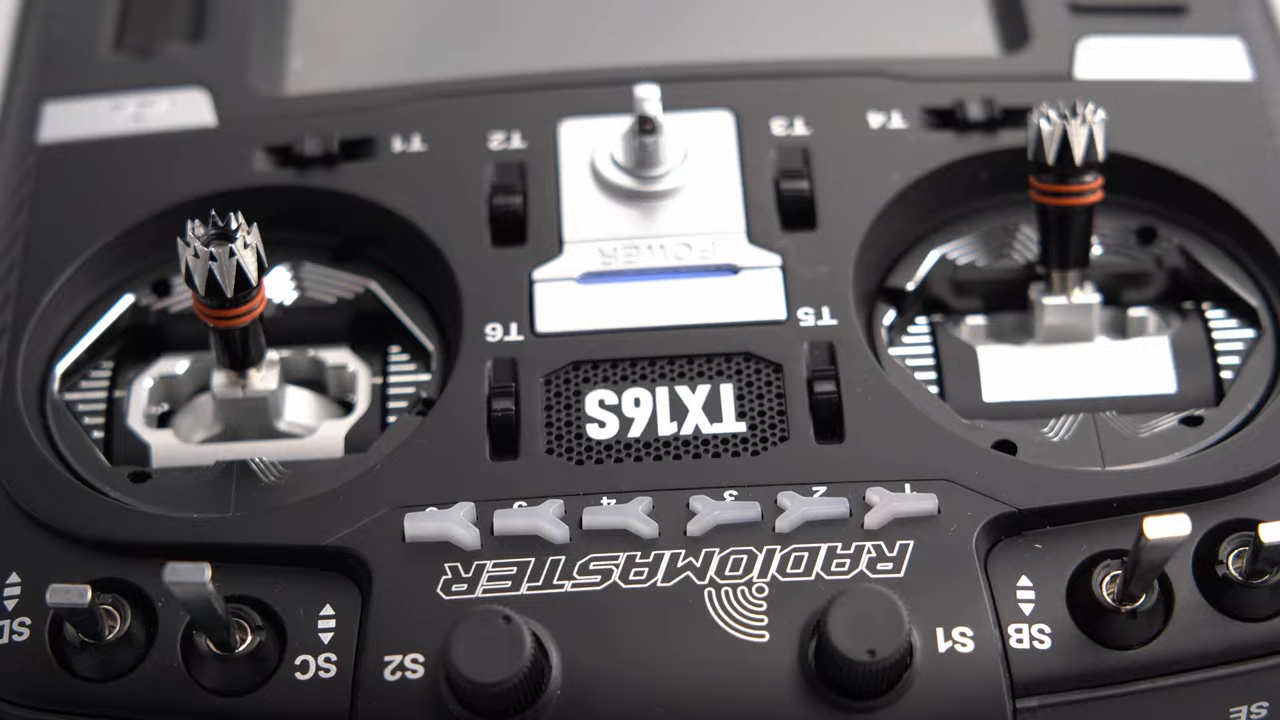 SE
S1
S2
SB
SC
SD
RADIOMASTER
1 2 3 4 5
TX16S
T5
T6
POWER
T4
T3
T2
T1